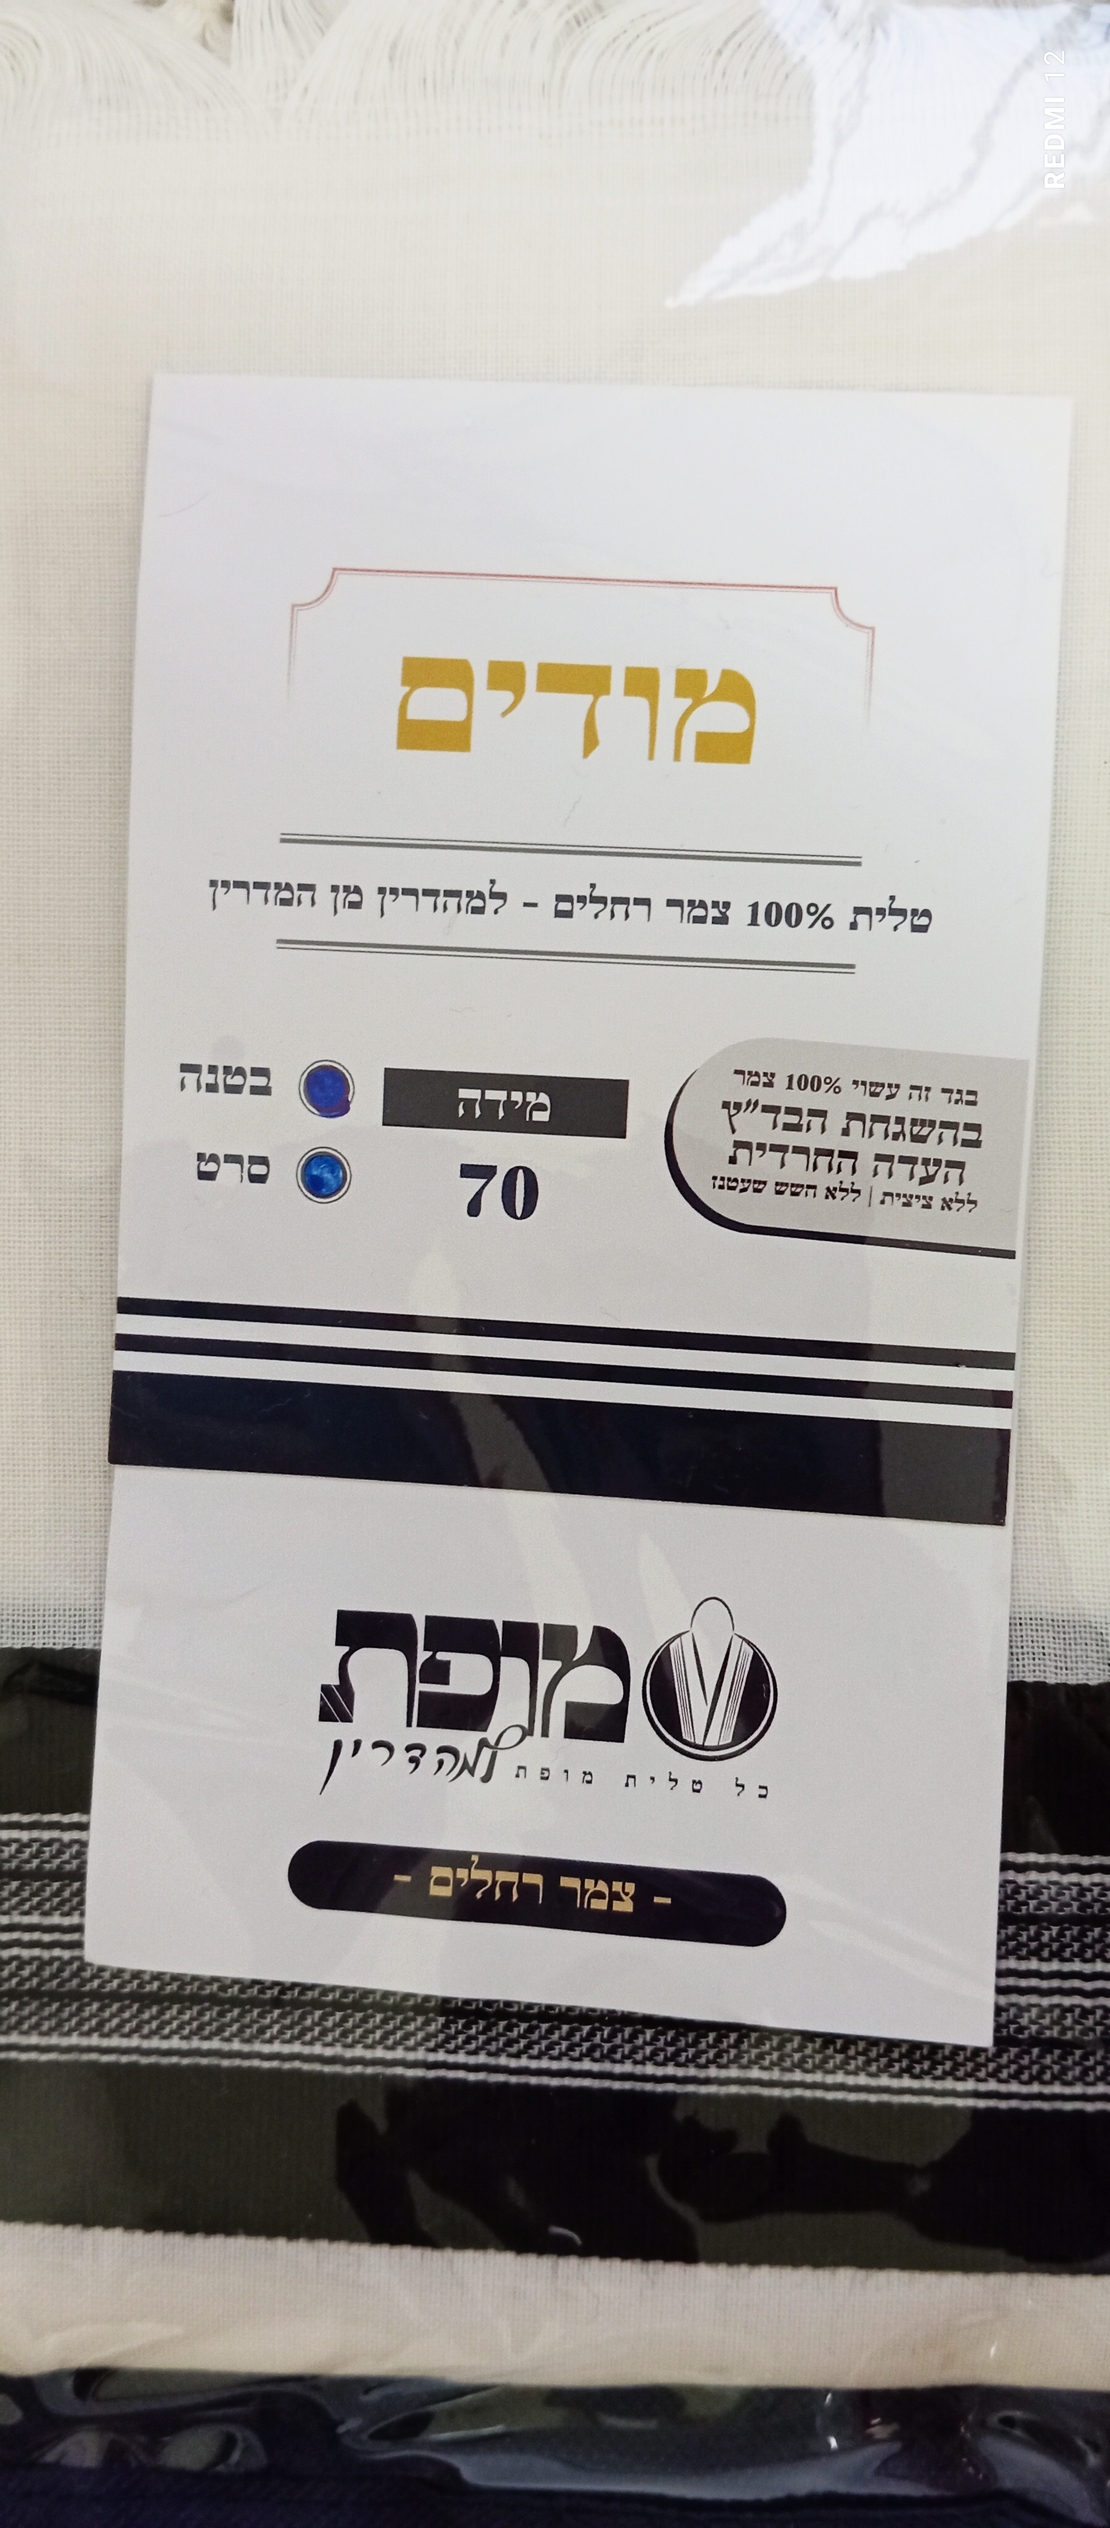 REDMI 12
מודים
טלית 100% צמר רחלים - למהדרין מן המדרין
בגד זה עשוי 100% צמר
בהשגחת הבד"ץ
העדה החרדית
ללא ציצית | ללא חשש שעטנז
מידה
70
בטנה
סרט
מופת
כל טלית מופת למהדרין
- צמר רחלים -